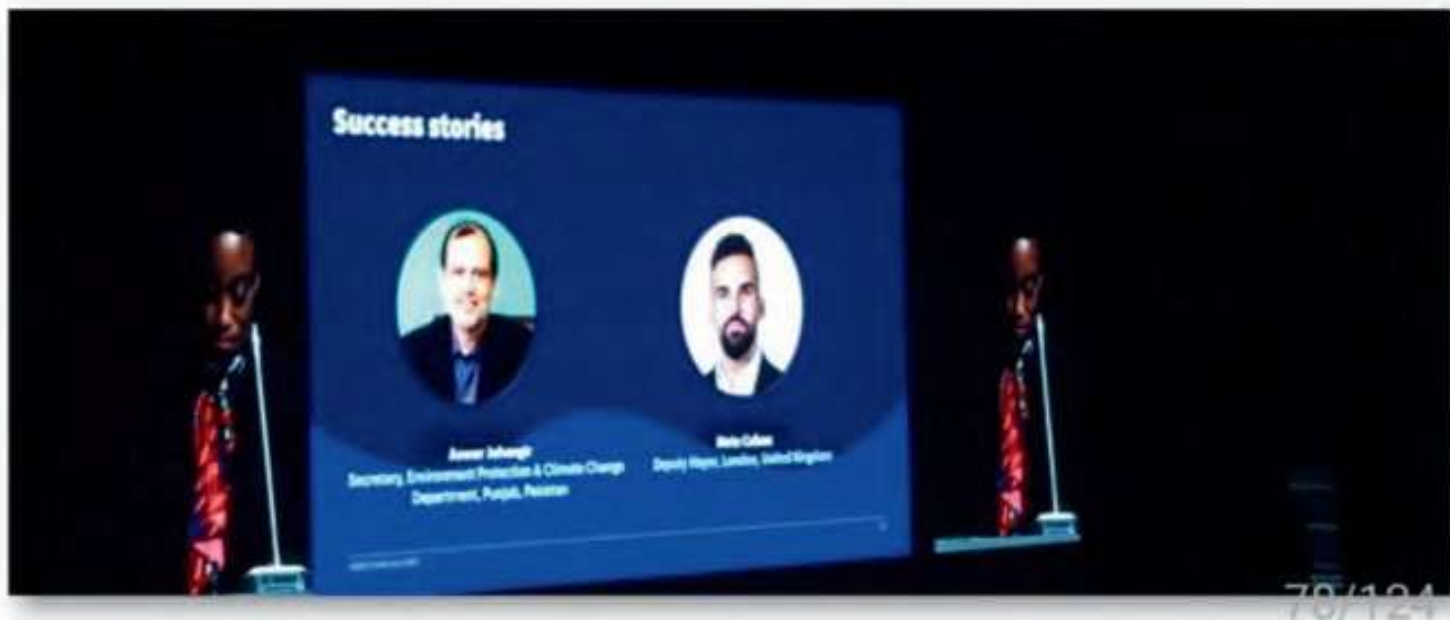 Success stories
Secretary, Environment Protection & Climate Change
Department, Punjab, Pakistan
Deputy Mayor, London, United Kingdom
78/124